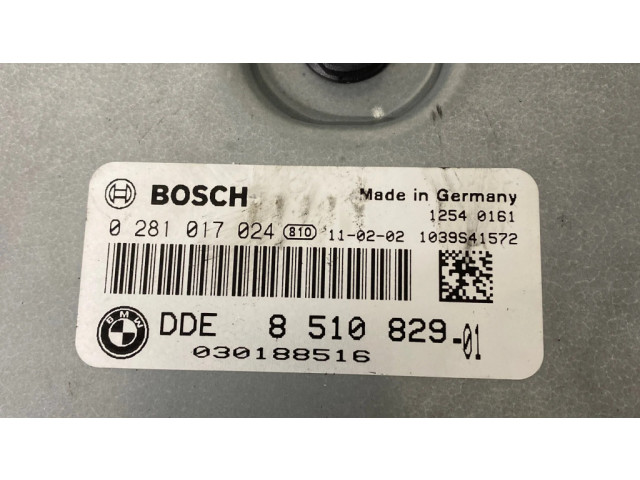 BOSCH Made in Germany
1254 0161
0 281 017 024 810 11-02-02 1039S41572
BMW DDE 8 510 829-01
030188516